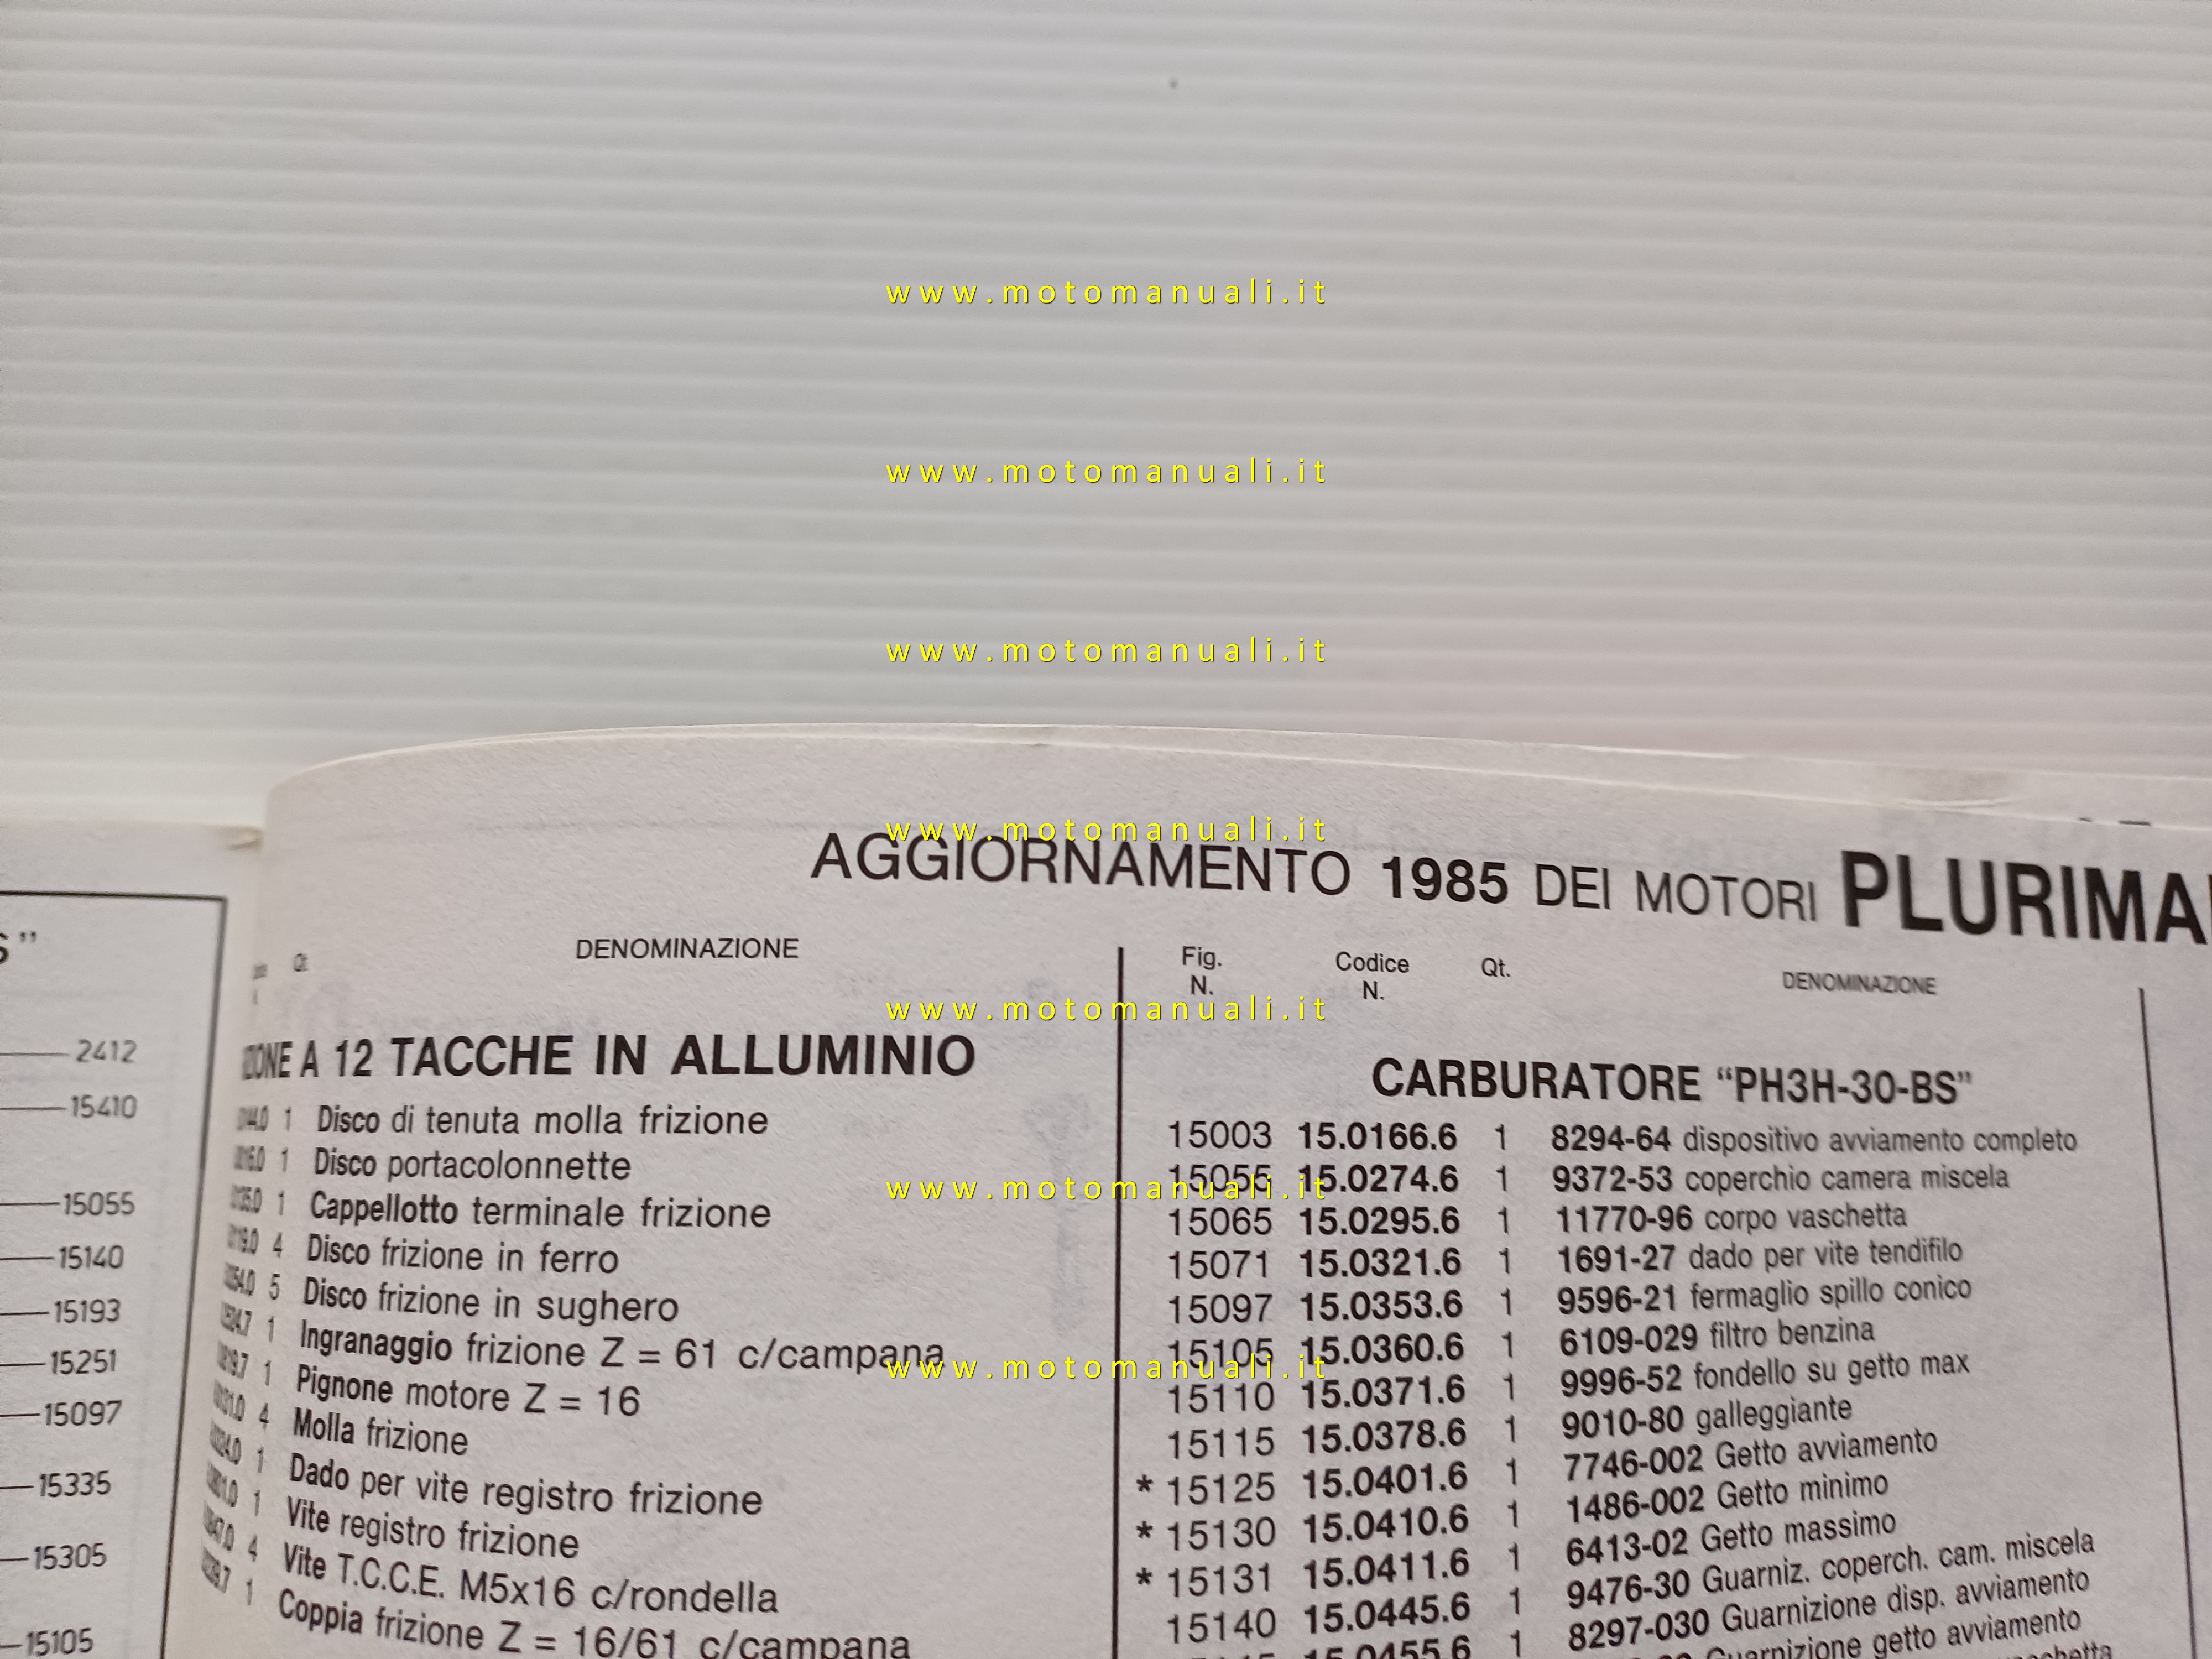 www.motomanuali.it
www.motomanuali.it
www.motomanuali.it
www.motomanuali.it
www.motomanuali.it
www.motomanuali.it
www.motomanuali.it
2412
15410
15055
15140
15193
15251
15097
15335
15305
15105
AGGIORNAMENTO 1985 DEI MOTORI
Qt. DENOMINAZIONE
A 12 TACCHE IN ALLUMINIO
1 Disco di tenuta molla frizione
1 Disco portacolonnette
1 Cappellotto terminale frizione
4 Disco frizione in ferro
5 Disco frizione in sughero
1 Ingranaggio frizione Z = 61 c/campana
1 Pignone motore Z = 16
4 Molla frizione
1 Dado per vite registro frizione
1 Vite registro frizione
4 Vite T.C.C.E. M5x16 c/rondella
1 Coppia frizione Z = 16/61 c/campana
Fig. N. Codice N. Qt. DENOMINAZIONE
CARBURATORE “PH3H-30-BS”
15003 15.0166.6 1 8294-64 dispositivo avviamento completo
15055 15.0274.6 1 9372-53 coperchio camera miscela
15065 15.0295.6 1 11770-96 corpo vaschetta
15071 15.0321.6 1 1691-27 dado per vite tendifilo
15097 15.0353.6 1 9596-21 fermaglio spillo conico
15105 15.0360.6 1 6109-029 filtro benzina
15110 15.0371.6 1 9996-52 fondello su getto max
15115 15.0378.6 1 9010-80 galleggiante
* 15125 15.0401.6 1 7746-002 Getto avviamento
* 15130 15.0410.6 1 1486-002 Getto minimo
* 15131 15.0411.6 1 6413-02 Getto massimo
15140 15.0445.6 1 9476-30 Guarniz. coperch. cam. miscela
15.0455.6 1 8297-030 Guarnizione disp. avviamento
Guarnizione getto avviamento